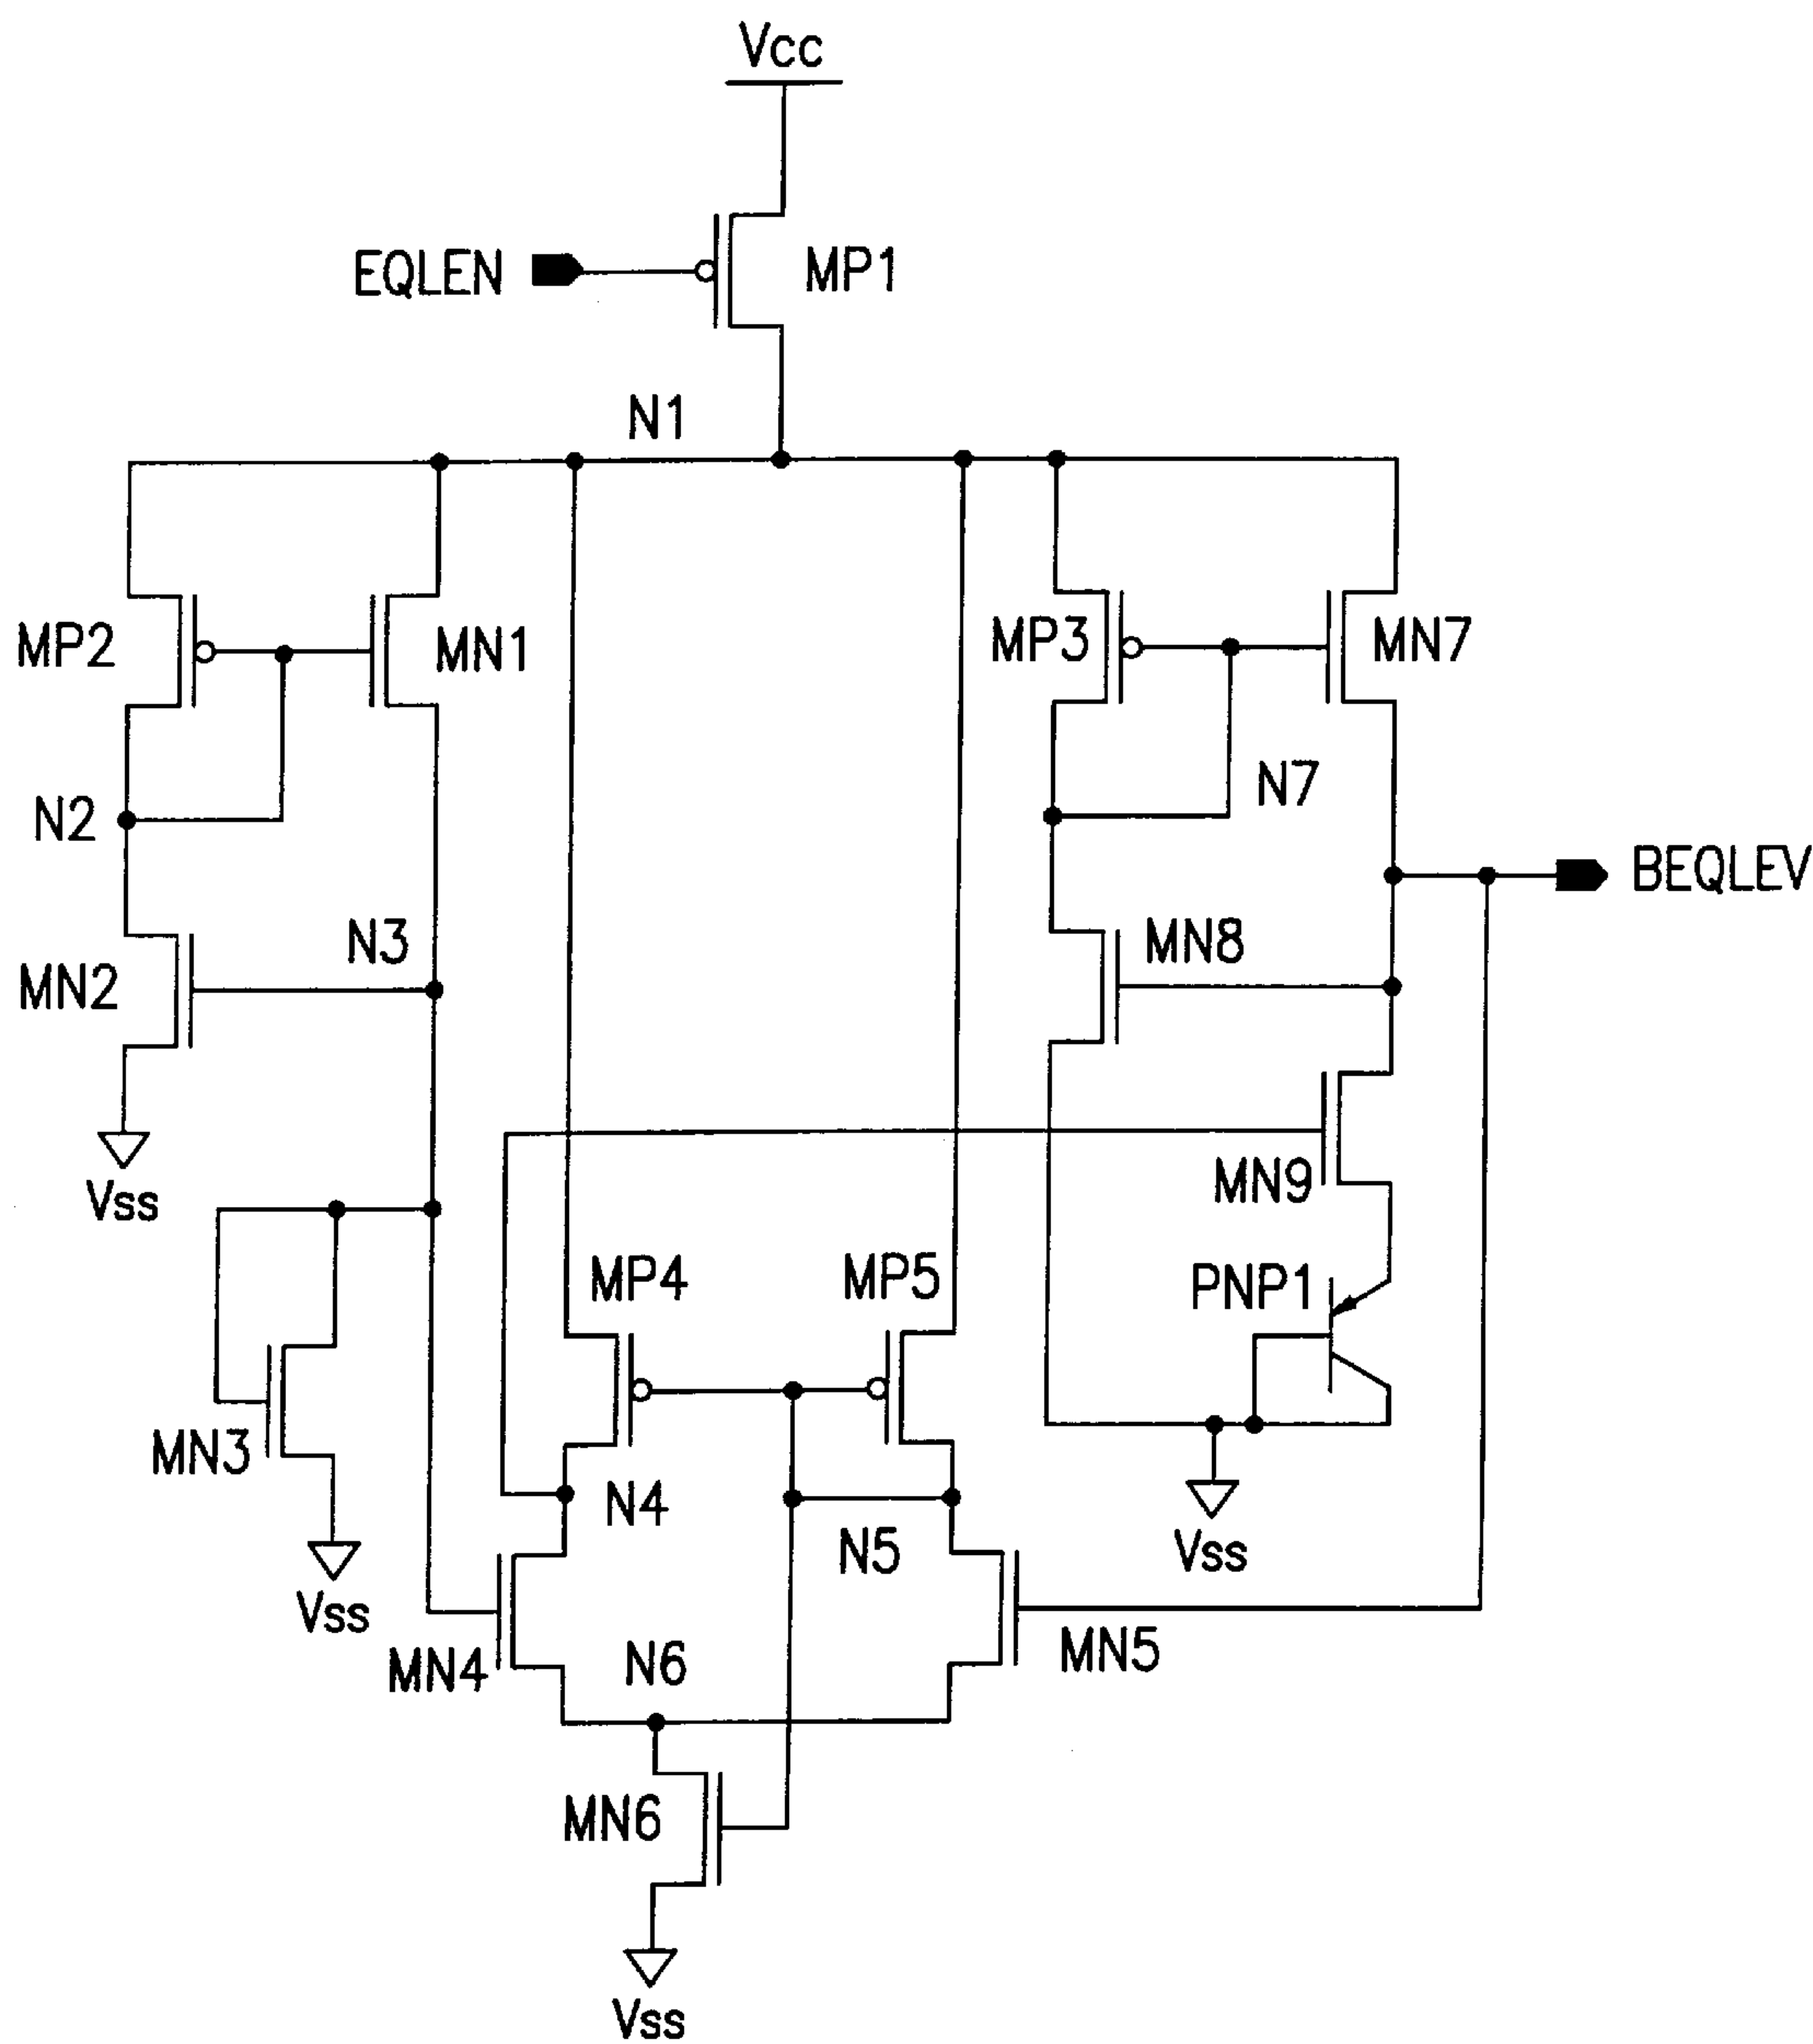 Vcc
EQLEN
MP1
N1
MP2
MN1
MP3
MN7
N2
N7
BEQLEV
N3
MN8
MN2
MN9
Vss
MP4
MP5
PNP1
MN3
N4
N5
Vss
Vss
MN4
N6
MN5
MN6
Vss